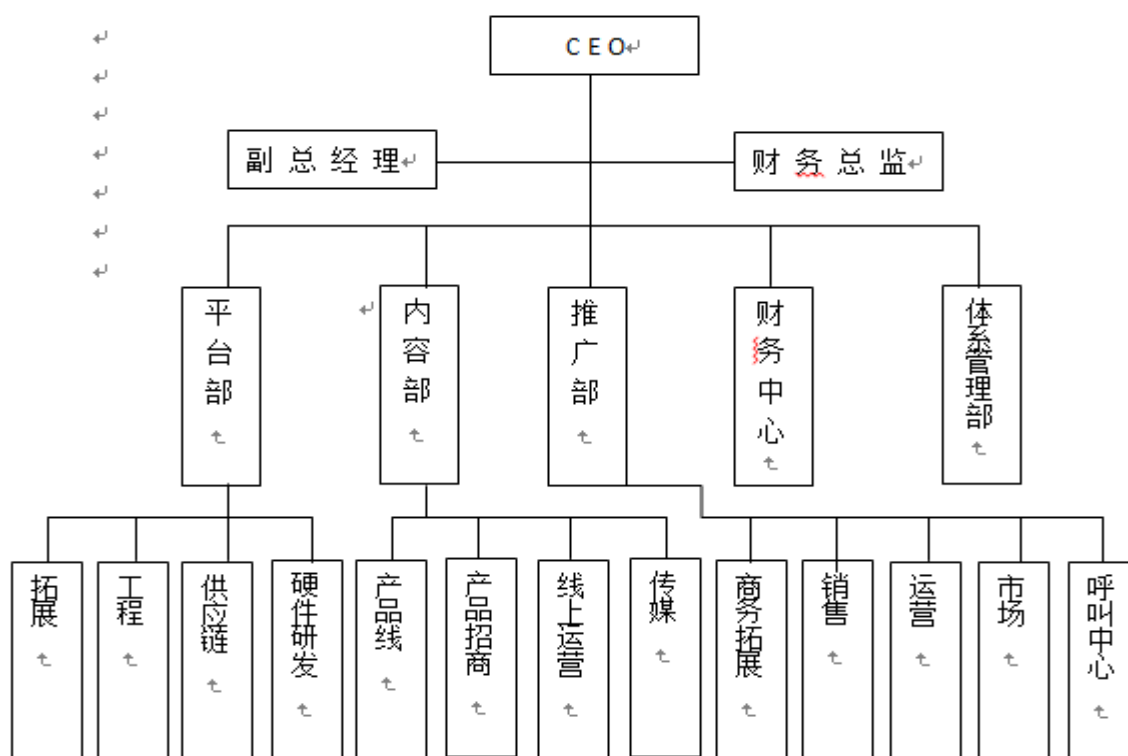 CEO
副总经理
财务总监
平台部
内容部
推广部
财务中心
体系管理部
拓展
工程
供应链
硬件研发
产品线
产品招商
线上运营
传媒
商务拓展
销售
运营
市场
呼叫中心